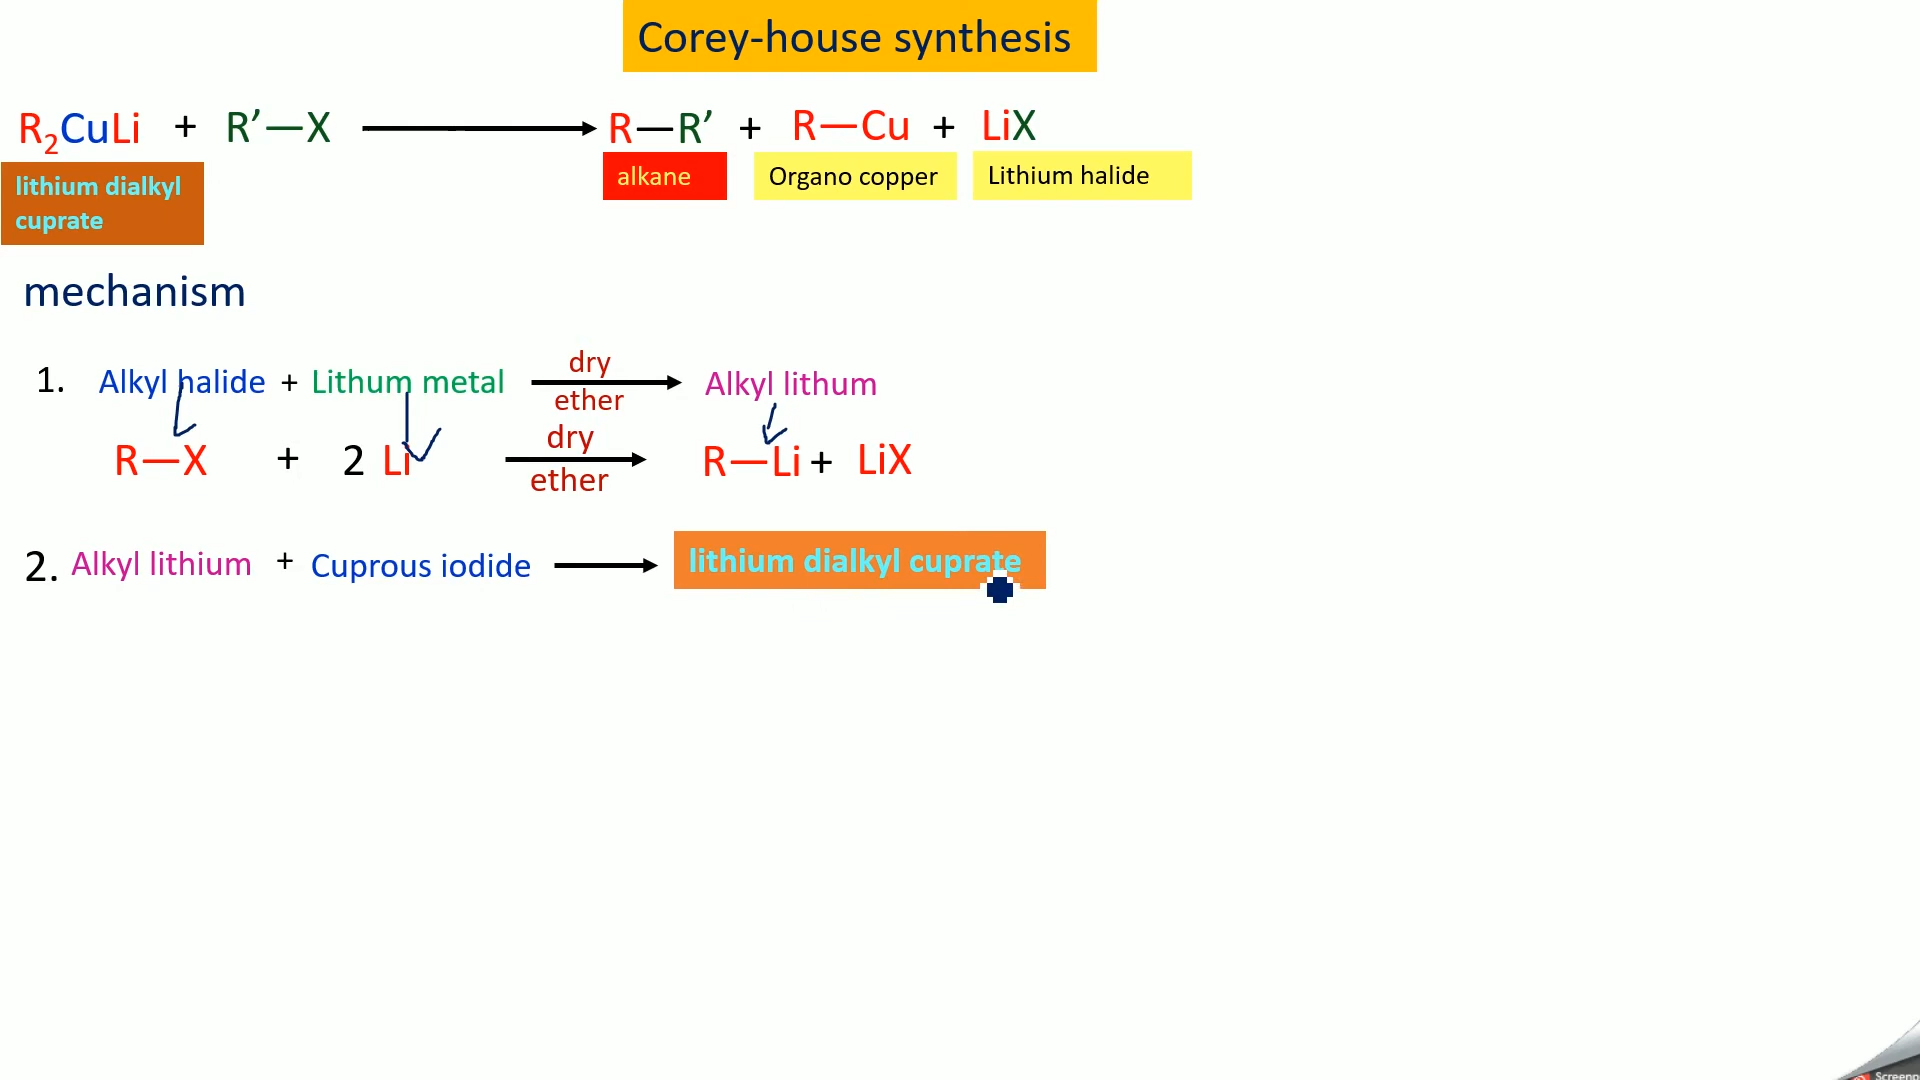 Corey-house synthesis
R₂CuLi + R’—X ⟶ R—R’ + R—Cu + LiX
lithium dialkyl
cuprate
alkane
Organo copper
Lithium halide
mechanism
1. Alkyl halide + Lithum metal dry ether ⟶ Alkyl lithum
R—X + 2 Li dry ether ⟶ R—Li + LiX
2. Alkyl lithium + Cuprous iodide ⟶ lithium dialkyl cuprate